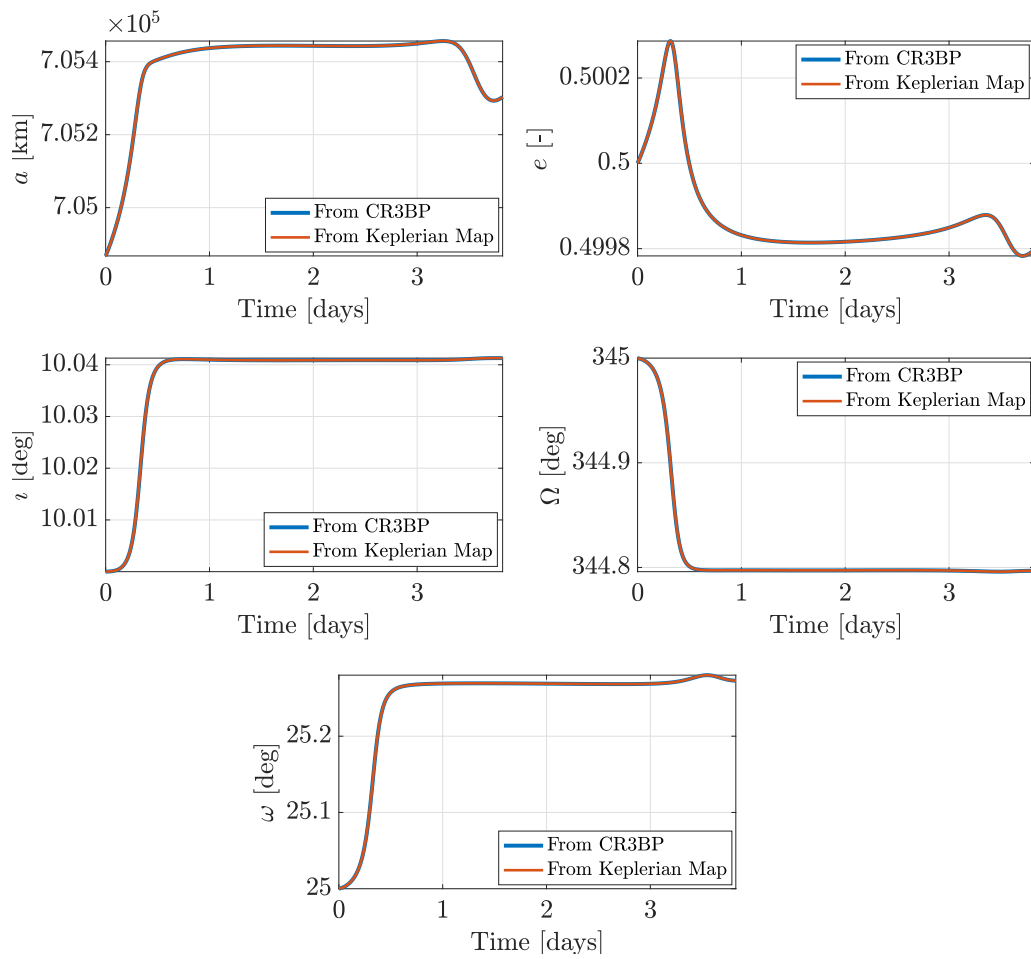 ×10⁵
7.054
7.052
7.05
a [km]
From CR3BP
From Keplerian Map
0 1 2 3
Time [days]
0.5002
0.5
0.4998
e [-]
From CR3BP
From Keplerian Map
0 1 2 3
Time [days]
10.04
10.03
10.02
10.01
ı [deg]
From CR3BP
From Keplerian Map
0 1 2 3
Time [days]
345
344.9
344.8
Ω [deg]
From CR3BP
From Keplerian Map
0 1 2 3
Time [days]
25.2
25.1
25
ω [deg]
From CR3BP
From Keplerian Map
0 1 2 3
Time [days]